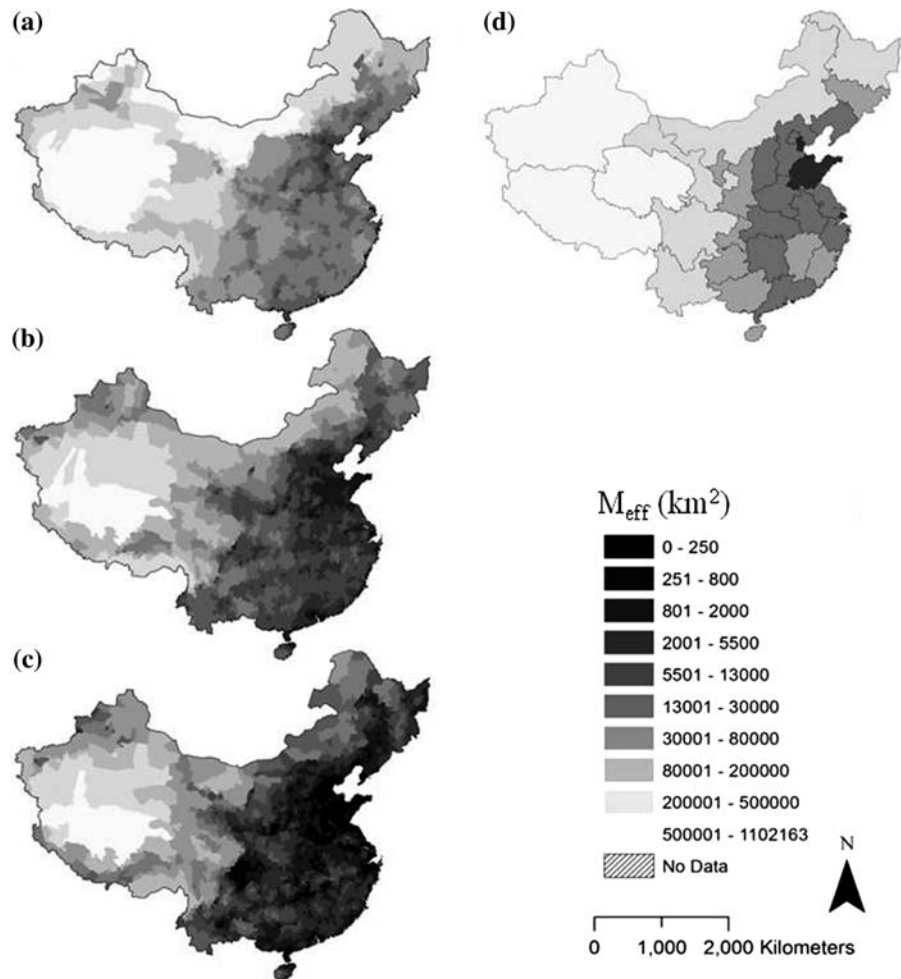 (a)
(d)
(b)
(c)
M_eff (km²)
0 - 250
251 - 800
801 - 2000
2001 - 5500
5501 - 13000
13001 - 30000
30001 - 80000
80001 - 200000
200001 - 500000
500001 - 1102163
No Data
N
0 1,000 2,000 Kilometers